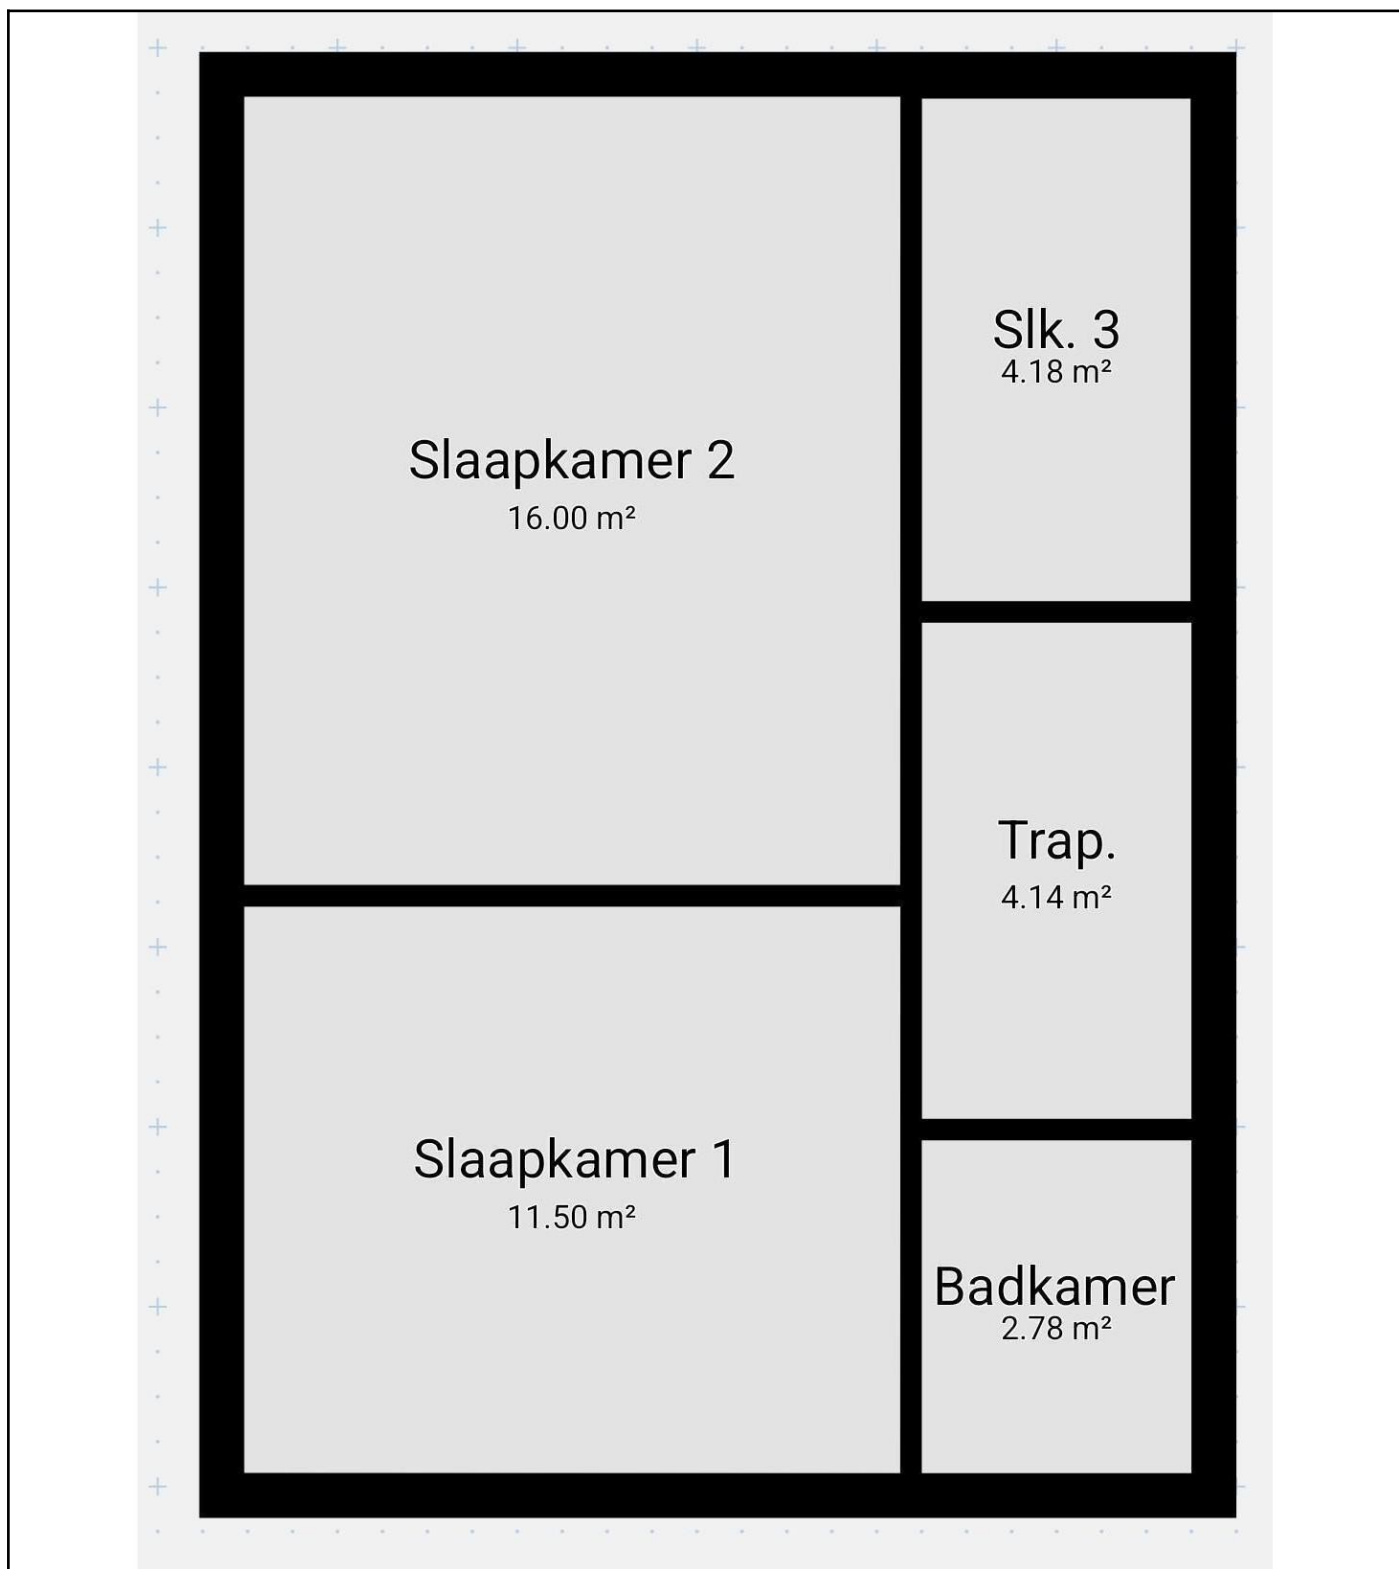 Slk. 3
4.18 m²
Slaapkamer 2
16.00 m²
Trap.
4.14 m²
Slaapkamer 1
11.50 m²
Badkamer
2.78 m²